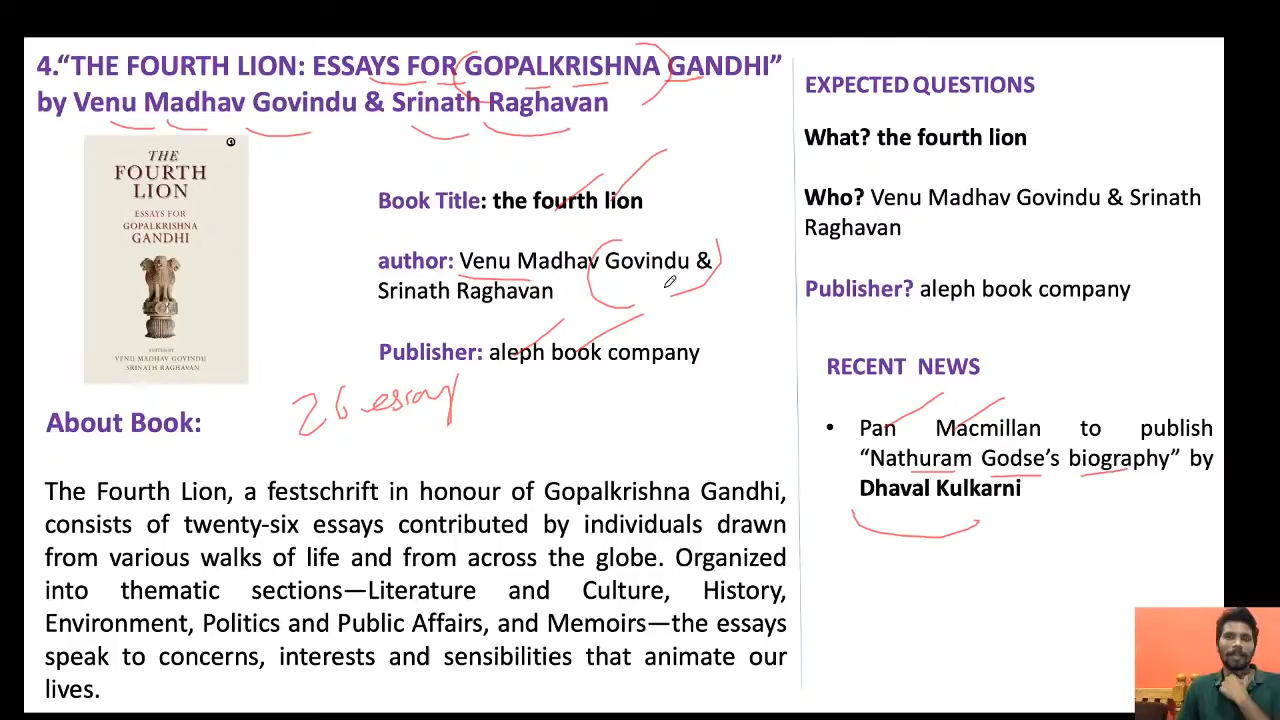 4.“THE FOURTH LION: ESSAYS FOR GOPALKRISHNA GANDHI”
by Venu Madhav Govindu & Srinath Raghavan
THE
FOURTH
LION
ESSAYS FOR
GOPALKRISHNA
GANDHI
EDITED BY
VENU MADHAV GOVINDU
SRINATH RAGHAVAN
Book Title: the fourth lion
author: Venu Madhav Govindu &
Srinath Raghavan
Publisher: aleph book company
26 essay
About Book:
The Fourth Lion, a festschrift in honour of Gopalkrishna Gandhi,
consists of twenty-six essays contributed by individuals drawn
from various walks of life and from across the globe. Organized
into thematic sections—Literature and Culture, History,
Environment, Politics and Public Affairs, and Memoirs—the essays
speak to concerns, interests and sensibilities that animate our
lives.
EXPECTED QUESTIONS
What? the fourth lion
Who? Venu Madhav Govindu & Srinath
Raghavan
Publisher? aleph book company
RECENT NEWS
• Pan Macmillan to publish
“Nathuram Godse’s biography” by
Dhaval Kulkarni